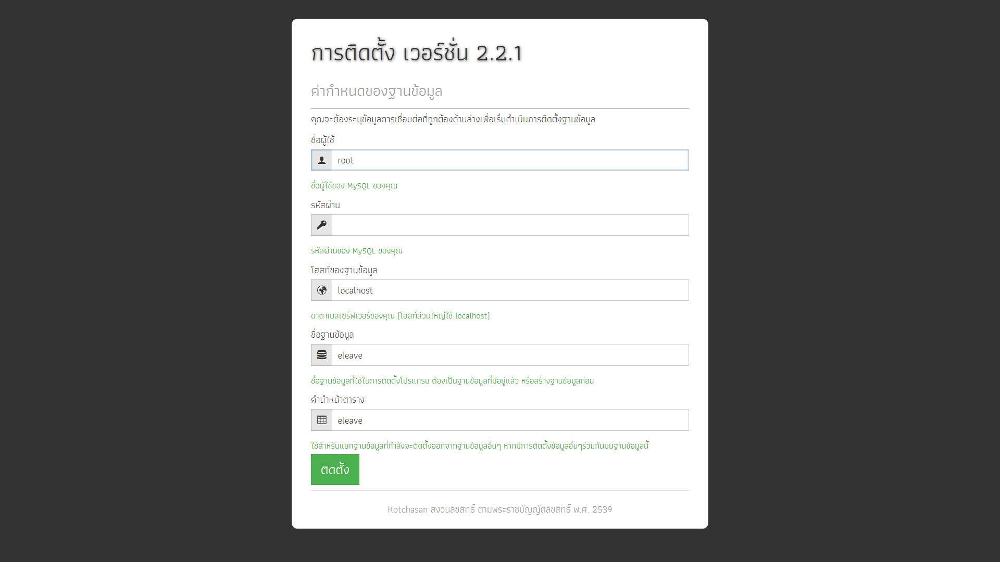 การติดตั้ง เวอร์ชั่น 2.2.1
ค่ากำหนดของฐานข้อมูล
คุณจะต้องระบุข้อมูลการเชื่อมต่อที่ถูกต้องด้านล่างเพื่อเริ่มดำเนินการติดตั้งฐานข้อมูล
ชื่อผู้ใช้
root
ชื่อผู้ใช้ของ MySQL ของคุณ
รหัสผ่าน
รหัสผ่านของ MySQL ของคุณ
โฮสท์ของฐานข้อมูล
localhost
ดาตาเบสเซิร์ฟเวอร์ของคุณ (โฮสท์ส่วนใหญ่ใช้ localhost)
ชื่อฐานข้อมูล
eleave
ชื่อฐานข้อมูลที่ใช้ในการติดตั้งโปรแกรม ต้องเป็นฐานข้อมูลที่มีอยู่แล้ว หรือสร้างฐานข้อมูลก่อน
คำนำหน้าตาราง
eleave
ใช้สำหรับแยกฐานข้อมูลที่กำลังจะติดตั้งออกจากฐานข้อมูลอื่นๆ หากมีการติดตั้งข้อมูลอื่นๆร่วมกันบนฐานข้อมูลนี้
ติดตั้ง
Kotchasan สงวนลิขสิทธิ์ ตามพระราชบัญญัติลิขสิทธิ์ พ.ศ. 2539